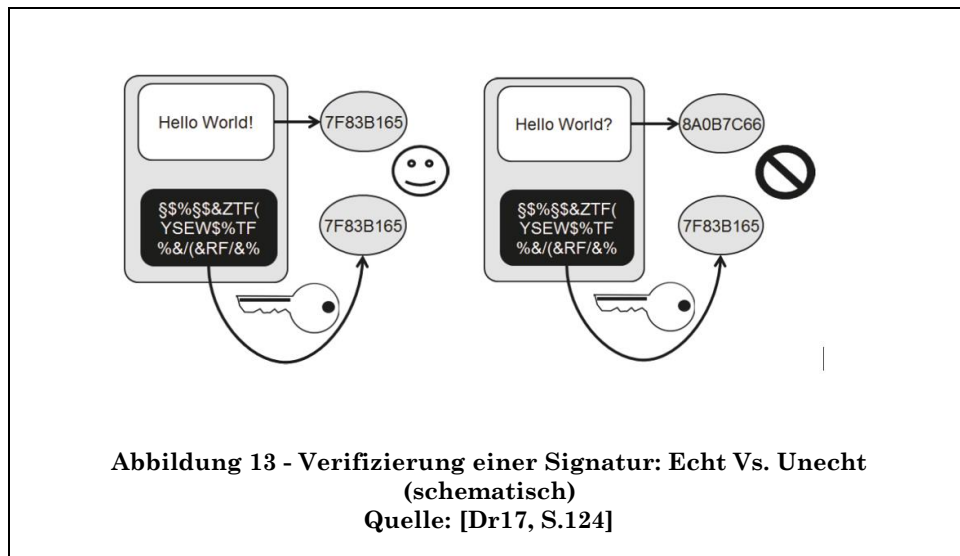 Hello World!
7F83B165
§$%§$&ZTF(
YSEW$%TF
%&/(&RF/&%
7F83B165
Hello World?
8A0B7C66
§$%§$&ZTF(
YSEW$%TF
%&/(&RF/&%
7F83B165
Abbildung 13 - Verifizierung einer Signatur: Echt Vs. Unecht
(schematisch)
Quelle: [Dr17, S.124]